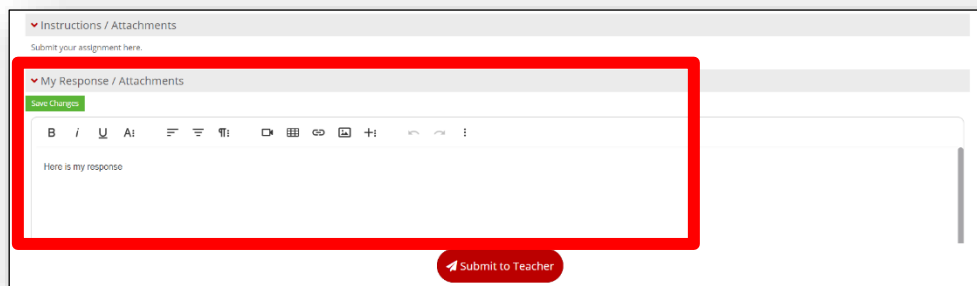 Instructions / Attachments
Submit your assignment here.
My Response / Attachments
Save Changes
B i U A
Here is my response
Submit to Teacher